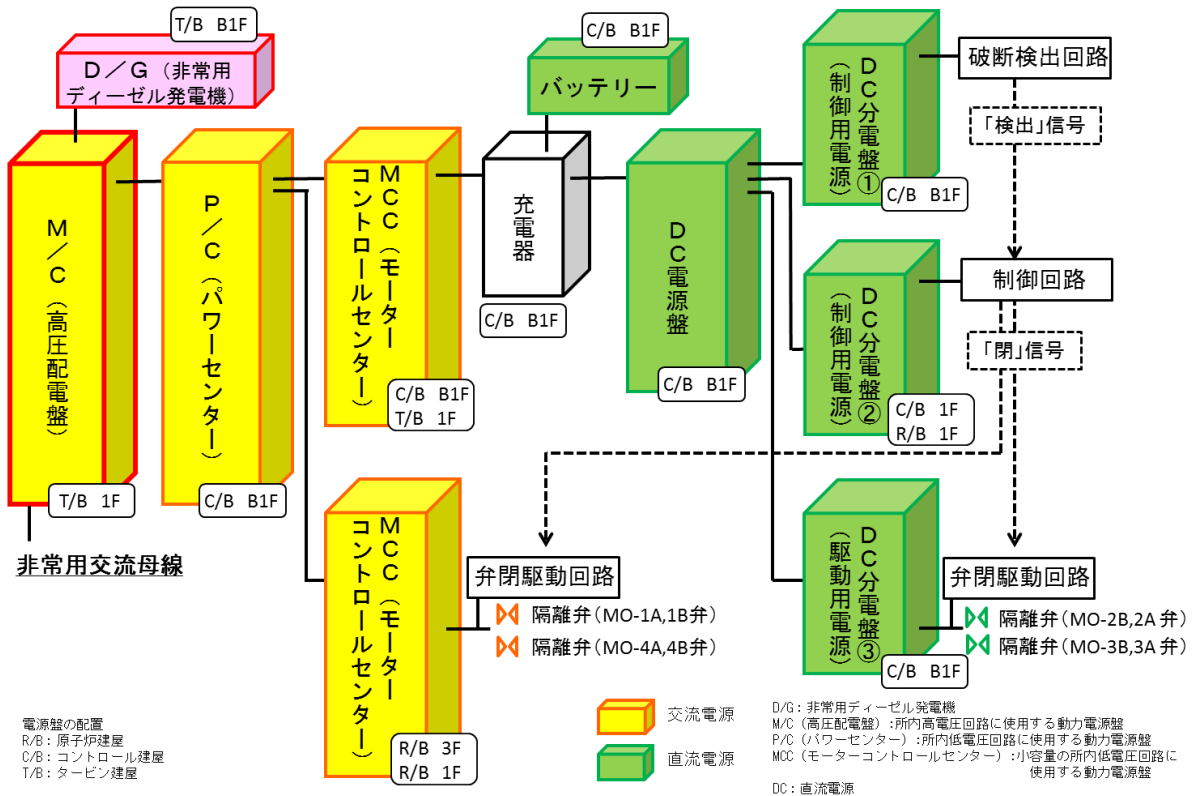 T/B B1F
D／G（非常用
ディーゼル発電機）
M／C（高圧配電盤）
T/B 1F
非常用交流母線
P／C（パワーセンター）
C/B B1F
MCC（モーター
コントロールセンター）
C/B B1F
T/B 1F
MCC（モーター
コントロールセンター）
R/B 3F
R/B 1F
C/B B1F
バッテリー
充電器
C/B B1F
DC電源盤
C/B B1F
DC分電盤①
（制御用電源）
C/B B1F
破断検出回路
「検出」信号
DC分電盤②
（制御用電源）
C/B 1F
R/B 1F
制御回路
「閉」信号
弁閉駆動回路
隔離弁（MO-1A,1B弁）
隔離弁（MO-4A,4B弁）
DC分電盤③
（駆動用電源）
C/B B1F
弁閉駆動回路
隔離弁（MO-2B,2A 弁）
隔離弁（MO-3B,3A 弁）
電源盤の配置
R/B：原子炉建屋
C/B：コントロール建屋
T/B：タービン建屋
交流電源
直流電源
D/G：非常用ディーゼル発電機
M/C（高圧配電盤）：所内高電圧回路に使用する動力電源盤
P/C（パワーセンター）：所内低電圧回路に使用する動力電源盤
MCC（モーターコントロールセンター）：小容量の所内低電圧回路に
使用する動力電源盤
DC：直流電源